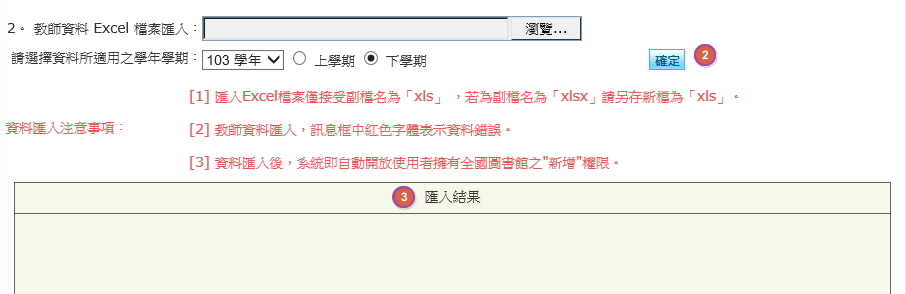 2。 教師資料 Excel 檔案匯入： 瀏覽...
請選擇資料所適用之學年學期： 103 學年 上學期 下學期 確定 2
[1] 匯入Excel檔案僅接受副檔名為「xls」 ，若為副檔名為「xlsx」請另存新檔為「xls」。
資料匯入注意事項： [2] 教師資料匯入，訊息框中紅色字體表示資料錯誤。
[3] 資料匯入後，系統即自動開放使用者擁有全國圖書館之"新增"權限。
3 匯入結果